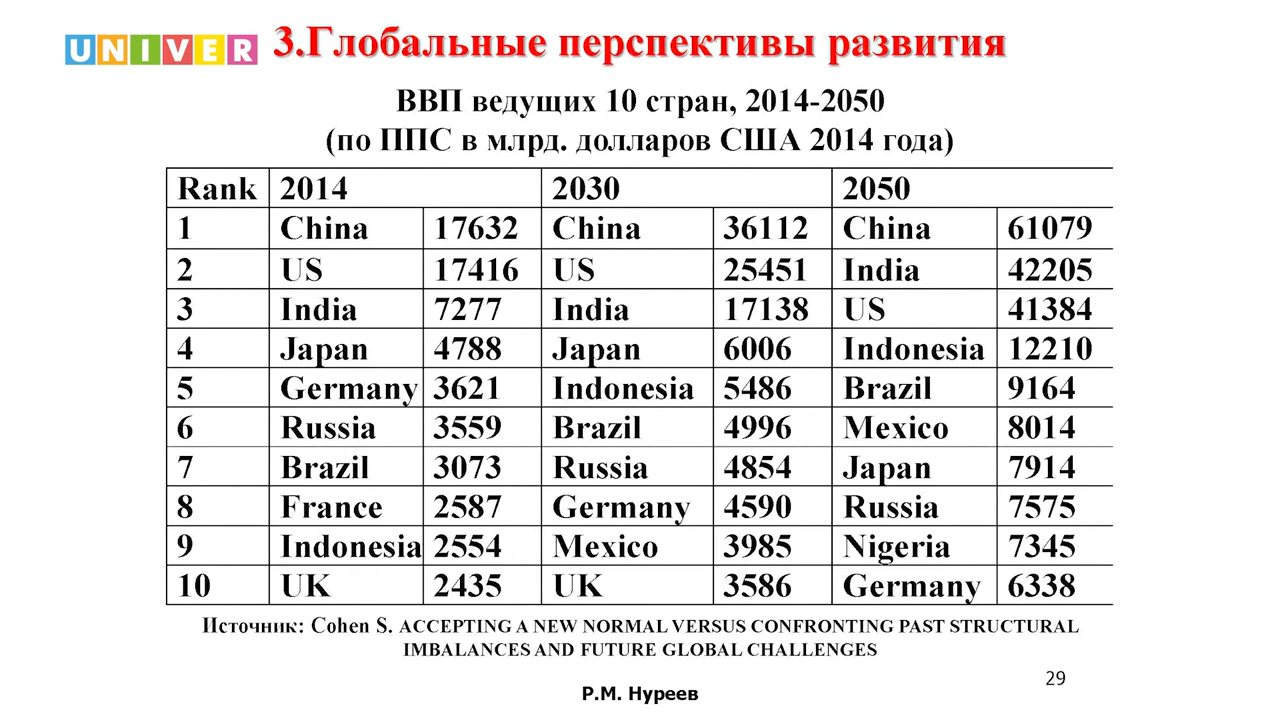 UNIVER 3.Глобальные перспективы развития
ВВП ведущих 10 стран, 2014-2050
(по ППС в млрд. долларов США 2014 года)
Rank 2014 2030 2050
1 China 17632 China 36112 China 61079
2 US 17416 US 25451 India 42205
3 India 7277 India 17138 US 41384
4 Japan 4788 Japan 6006 Indonesia 12210
5 Germany 3621 Indonesia 5486 Brazil 9164
6 Russia 3559 Brazil 4996 Mexico 8014
7 Brazil 3073 Russia 4854 Japan 7914
8 France 2587 Germany 4590 Russia 7575
9 Indonesia 2554 Mexico 3985 Nigeria 7345
10 UK 2435 UK 3586 Germany 6338
Источник: Cohen S. ACCEPTING A NEW NORMAL VERSUS CONFRONTING PAST STRUCTURAL
IMBALANCES AND FUTURE GLOBAL CHALLENGES
29
Р.М. Нуреев